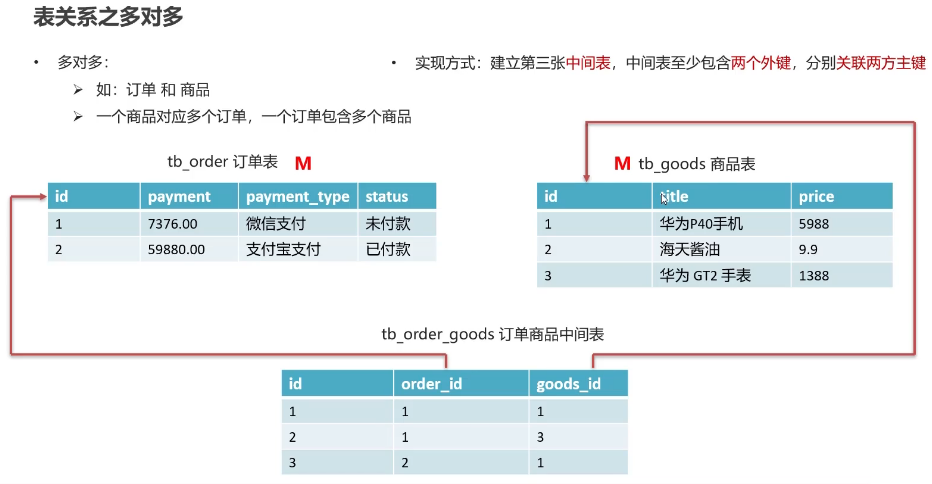 表关系之多对多
• 多对多：
➢ 如：订单 和 商品
➢ 一个商品对应多个订单，一个订单包含多个商品
• 实现方式：建立第三张中间表，中间表至少包含两个外键，分别关联两方主键
tb_order 订单表 M
id payment payment_type status
1 7376.00 微信支付 未付款
2 59880.00 支付宝支付 已付款
M tb_goods 商品表
id title price
1 华为P40手机 5988
2 海天酱油 9.9
3 华为 GT2 手表 1388
tb_order_goods 订单商品中间表
id order_id goods_id
1 1 1
2 1 3
3 2 1